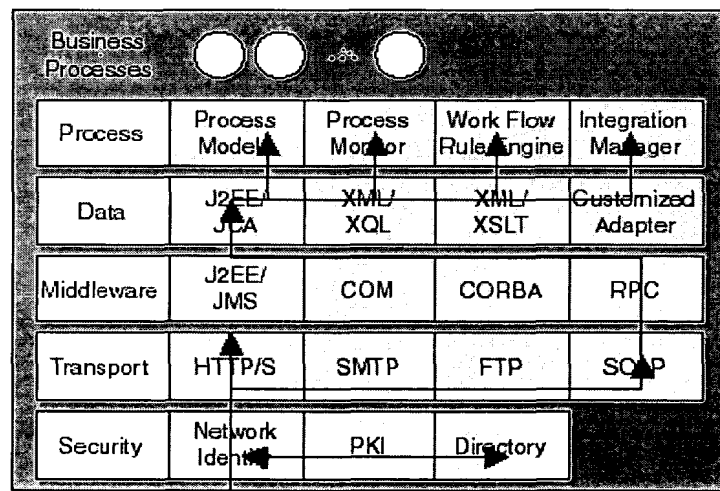 Business
Processes
Process
Process
Models
Process
Monitor
Work Flow
Rule Engine
Integration
Manager
Data
J2EE/
JCA
XML/
XQL
XML/
XSLT
Customized
Adapter
Middleware
J2EE/
JMS
COM
CORBA
RPC
Transport
HTTP/S
SMTP
FTP
SOAP
Security
Network
Identity
PKI
Directory